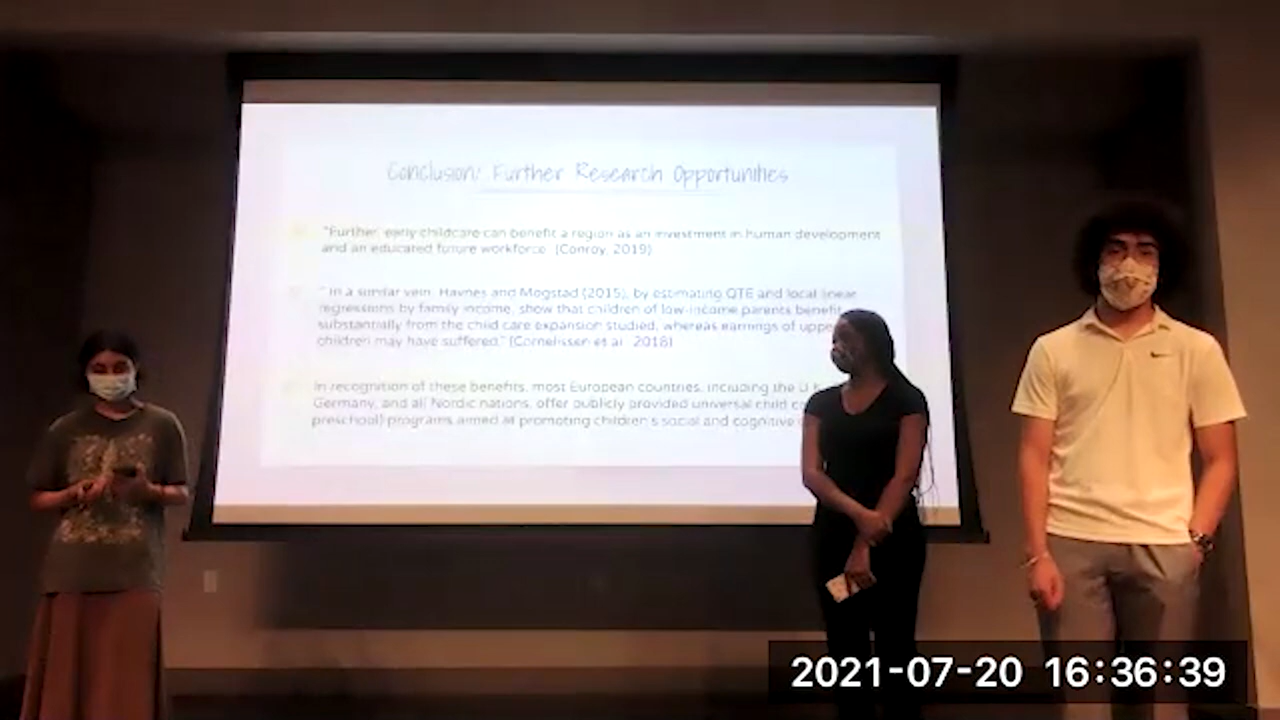 Conclusion: Further Research Opportunities
"Further, early childcare can benefit a region as an investment in human development
and an educated future workforce. (Conroy, 2019)
" In a similar vein, Havnes and Mogstad (2015), by estimating QTE and local linear
regressions by family income, show that children of low-income parents benefit
substantially from the child care expansion studied, whereas earnings of
children may have suffered." (Cornelissen et al., 2018)
In recognition of these benefits, most European countries, including the
Germany, and all Nordic nations, offer publicly provided universal child
preschool) programs aimed at promoting children's social and cognitive
2021-07-20 16:36:39